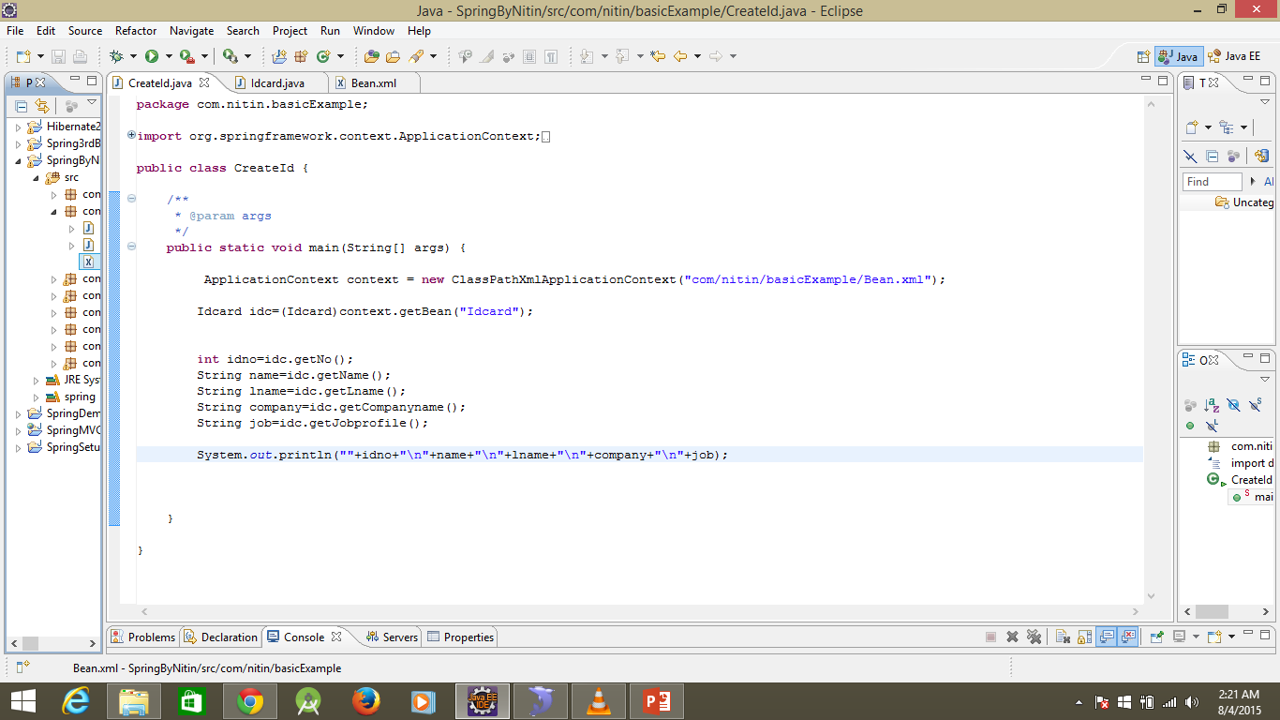 Java - SpringByNitin/src/com/nitin/basicExample/CreateId.java - Eclipse
File Edit Source Refactor Navigate Search Project Run Window Help
Java Java EE
P CreateId.java Idcard.java Bean.xml T
Hibernate2
Spring3rdB
SpringByN
src
con
con
con
con
con
con
con
con
JRE Sys
spring
SpringDem
SpringMVC
SpringSetu
package com.nitin.basicExample;
import org.springframework.context.ApplicationContext;
public class CreateId {
/**
* @param args
*/
public static void main(String[] args) {
ApplicationContext context = new ClassPathXmlApplicationContext("com/nitin/basicExample/Bean.xml");
Idcard idc=(Idcard)context.getBean("Idcard");
int idno=idc.getNo();
String name=idc.getName();
String lname=idc.getLname();
String company=idc.getCompanyname();
String job=idc.getJobprofile();
System.out.println(""+idno+"\n"+name+"\n"+lname+"\n"+company+"\n"+job);
}
}
Find Al
Uncateg
O
com.niti
import d
CreateId
mai
Problems Declaration Console Servers Properties
Bean.xml - SpringByNitin/src/com/nitin/basicExample
Java EE
IDE
2:21 AM
8/4/2015